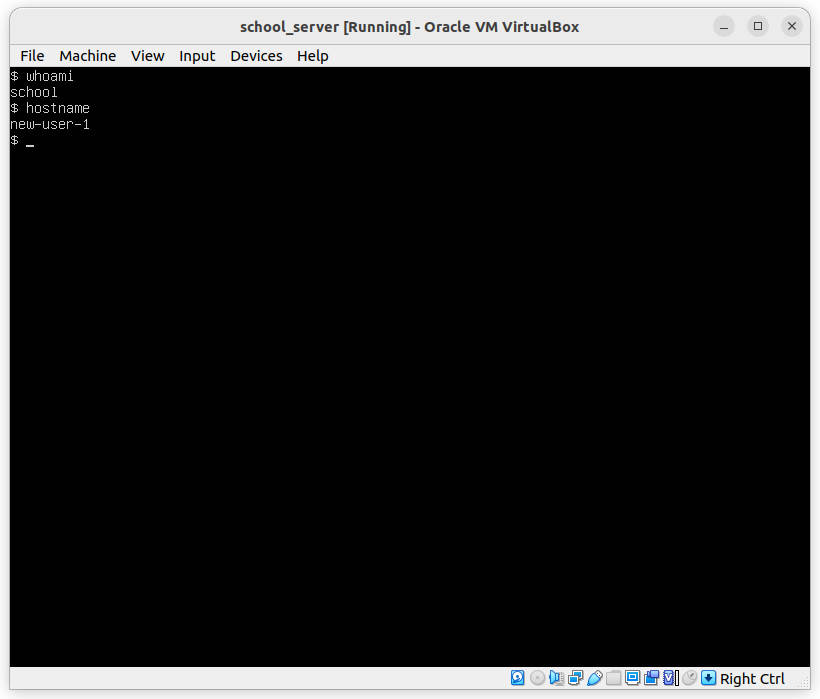 school_server [Running] - Oracle VM VirtualBox
File Machine View Input Devices Help
$ whoami
school
$ hostname
new-user-1
$ _
Right Ctrl